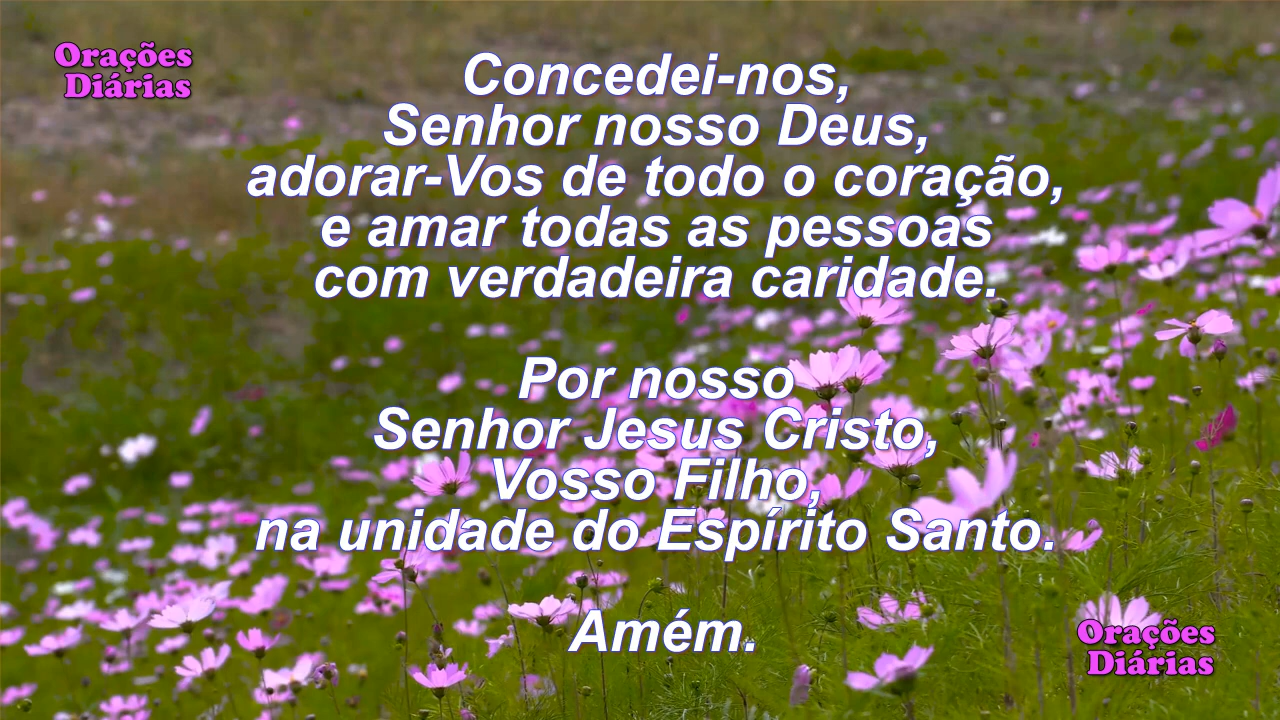 Orações
Diárias
Concedei-nos,
Senhor nosso Deus,
adorar-Vos de todo o coração,
e amar todas as pessoas
com verdadeira caridade.
Por nosso
Senhor Jesus Cristo,
Vosso Filho,
na unidade do Espírito Santo.
Amém.
Orações
Diárias